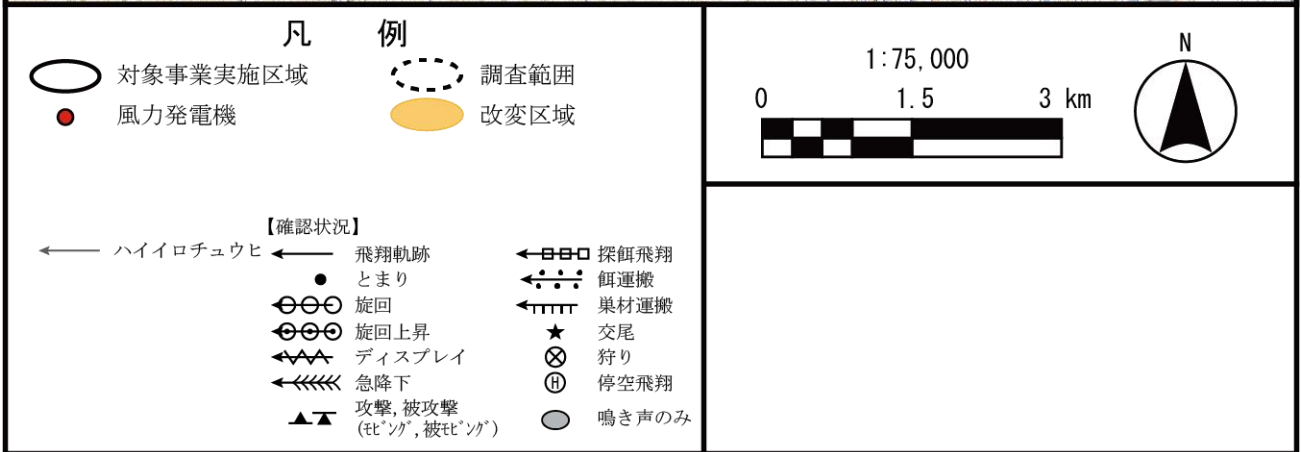 凡 例
対象事業実施区域
調査範囲
風力発電機
改変区域
【確認状況】
ハイイロチュウヒ
飛翔軌跡
探餌飛翔
とまり
餌運搬
旋回
巣材運搬
旋回上昇
交尾
ディスプレイ
狩り
急降下
H 停空飛翔
攻撃,被攻撃
(ﾓﾋﾞﾝｸﾞ,被ﾓﾋﾞﾝｸﾞ)
鳴き声のみ
1:75,000
0 1.5 3 km
N